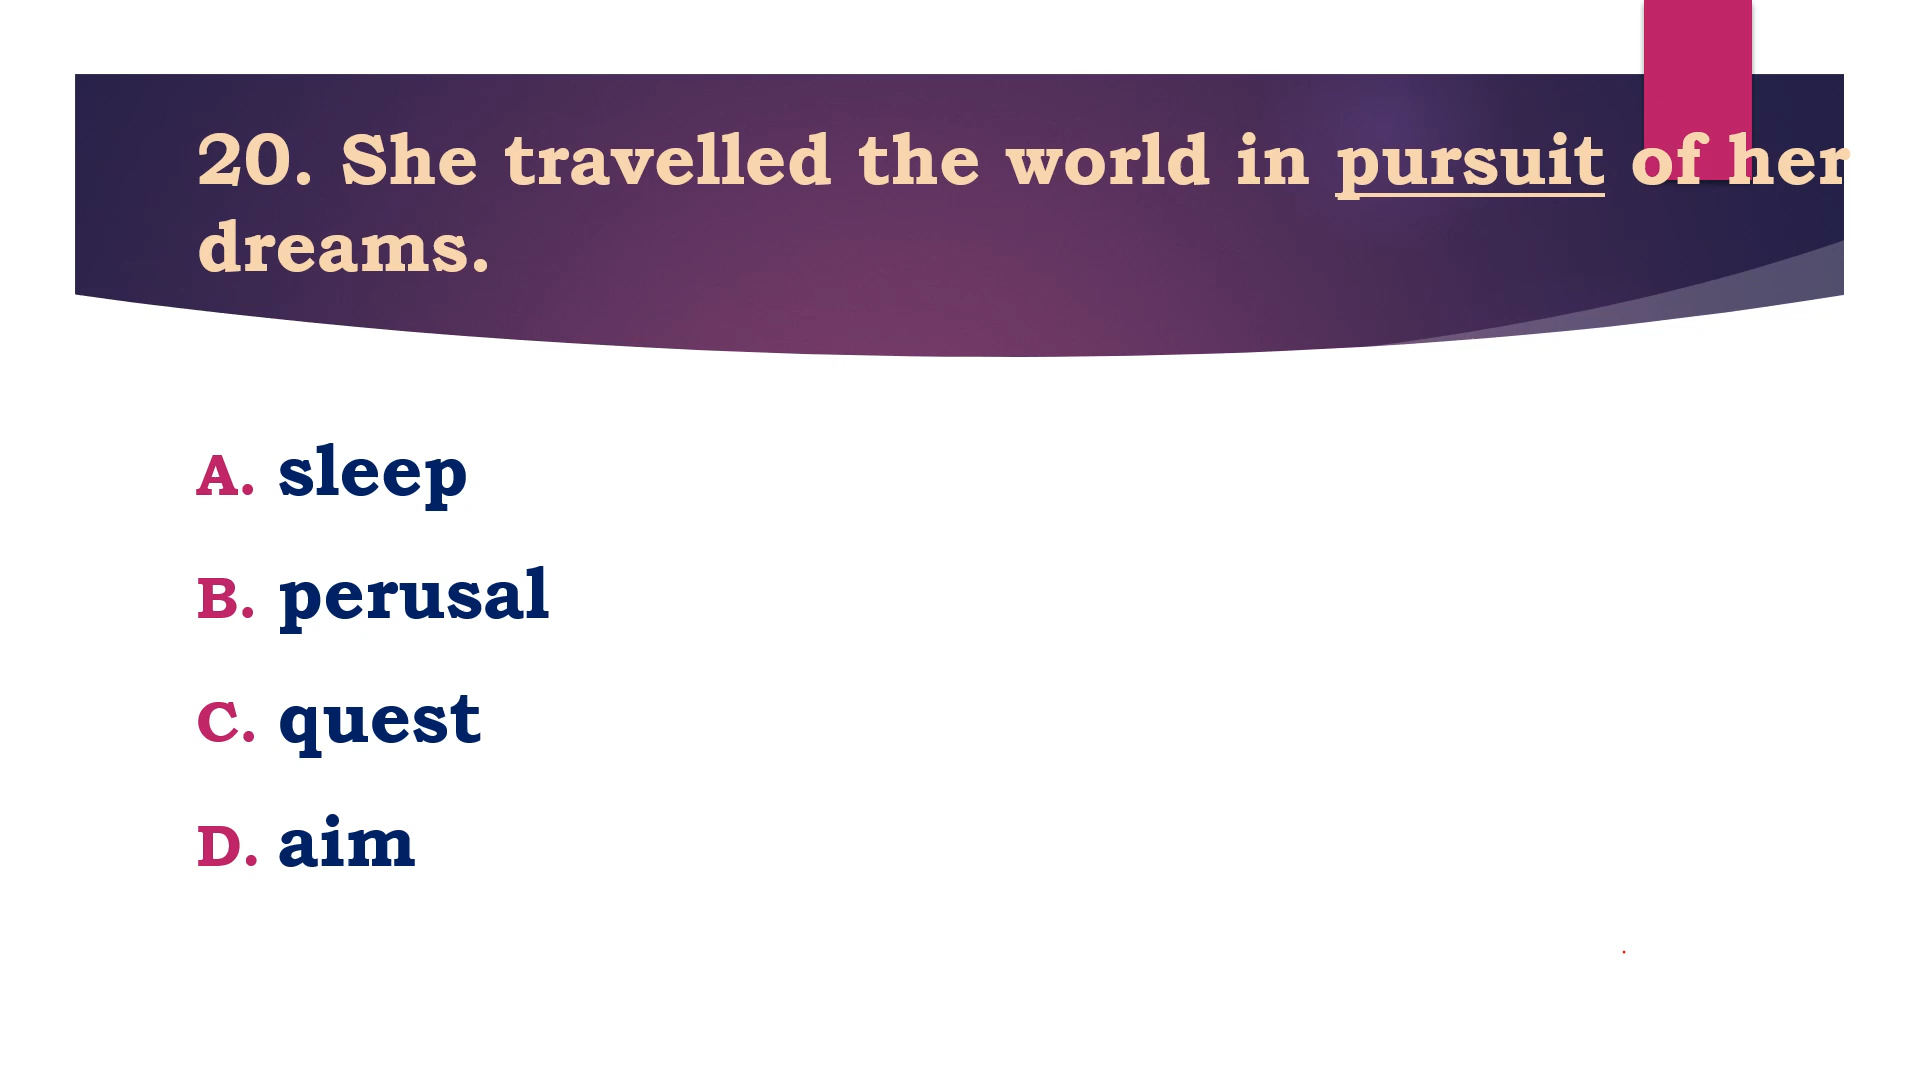 20. She travelled the world in pursuit of her
dreams.
A. sleep
B. perusal
C. quest
D. aim